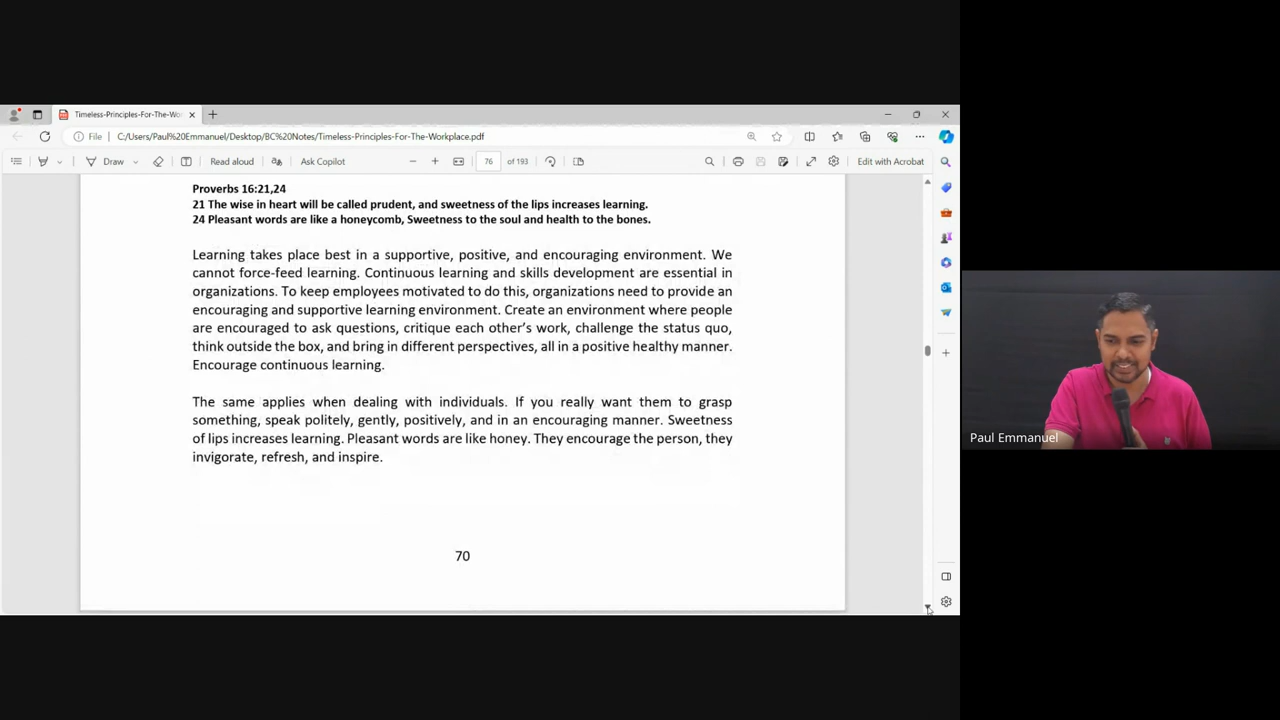 Timeless-Principles-For-The-Wor
File
C:/Users/Paul%20Emmanuel/Desktop/BC%20Notes/Timeless-Principles-For-The-Workplace.pdf
Draw
Read aloud
Ask Copilot
76 of 193
Edit with Acrobat
Proverbs 16:21,24
21 The wise in heart will be called prudent, and sweetness of the lips increases learning.
24 Pleasant words are like a honeycomb, Sweetness to the soul and health to the bones.
Learning takes place best in a supportive, positive, and encouraging environment. We
cannot force-feed learning. Continuous learning and skills development are essential in
organizations. To keep employees motivated to do this, organizations need to provide an
encouraging and supportive learning environment. Create an environment where people
are encouraged to ask questions, critique each other’s work, challenge the status quo,
think outside the box, and bring in different perspectives, all in a positive healthy manner.
Encourage continuous learning.
The same applies when dealing with individuals. If you really want them to grasp
something, speak politely, gently, positively, and in an encouraging manner. Sweetness
of lips increases learning. Pleasant words are like honey. They encourage the person, they
invigorate, refresh, and inspire.
70
Paul Emmanuel